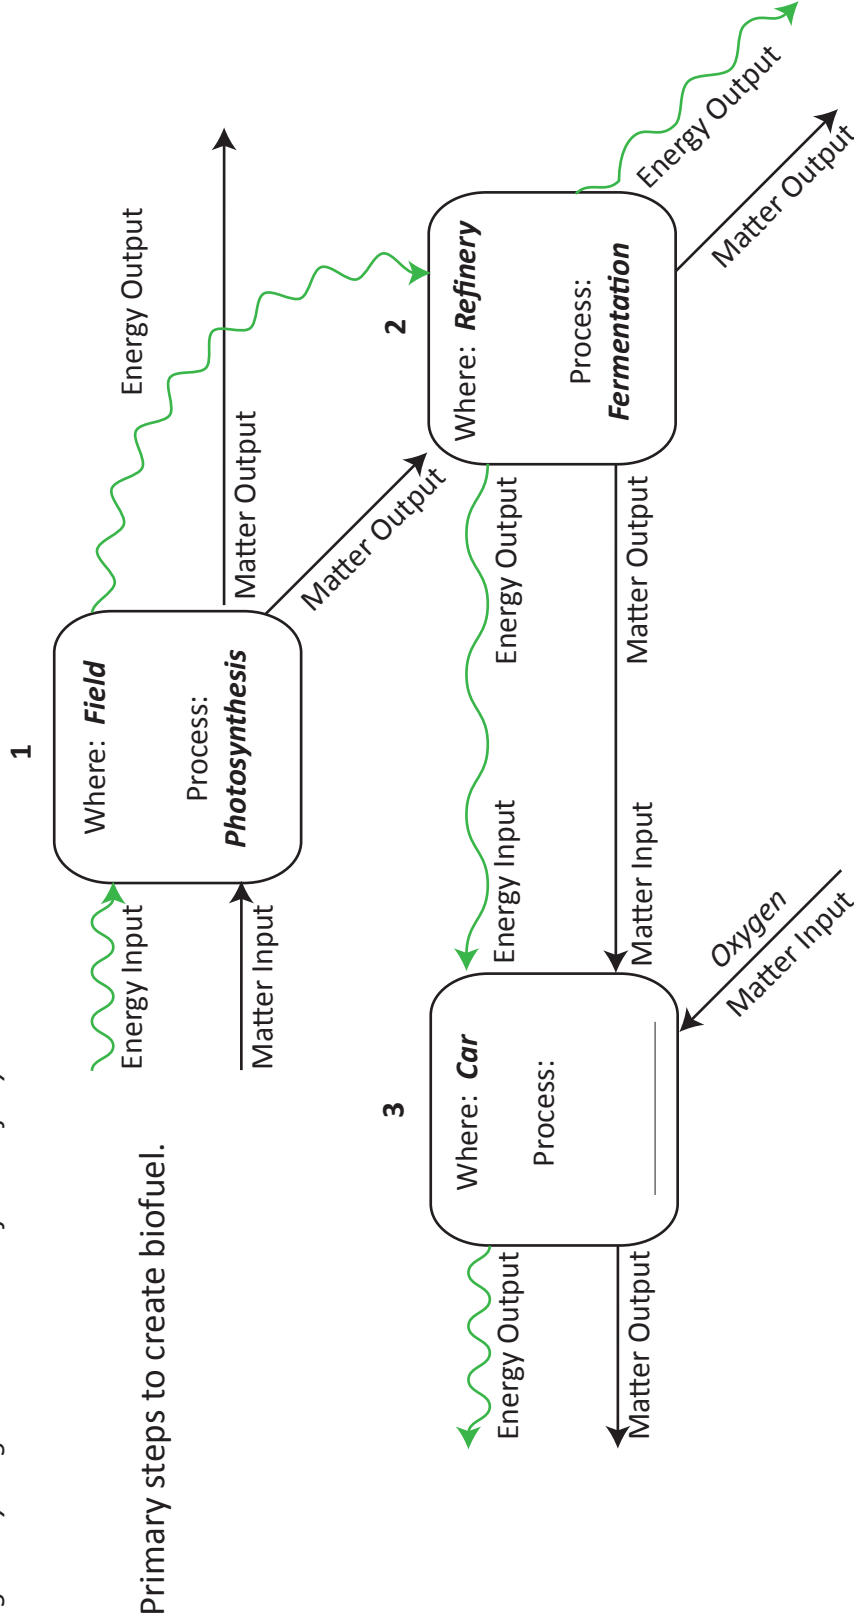 Primary steps to create biofuel.
1
Where: Field
Process:
Photosynthesis
Energy Input
Matter Input
Energy Output
Matter Output
Matter Output
2
Where: Refinery
Process:
Fermentation
Energy Output
Matter Output
Energy Output
Matter Output
Energy Input
Matter Input
3
Where: Car
Process:
Oxygen
Matter Input
Energy Output
Matter Output